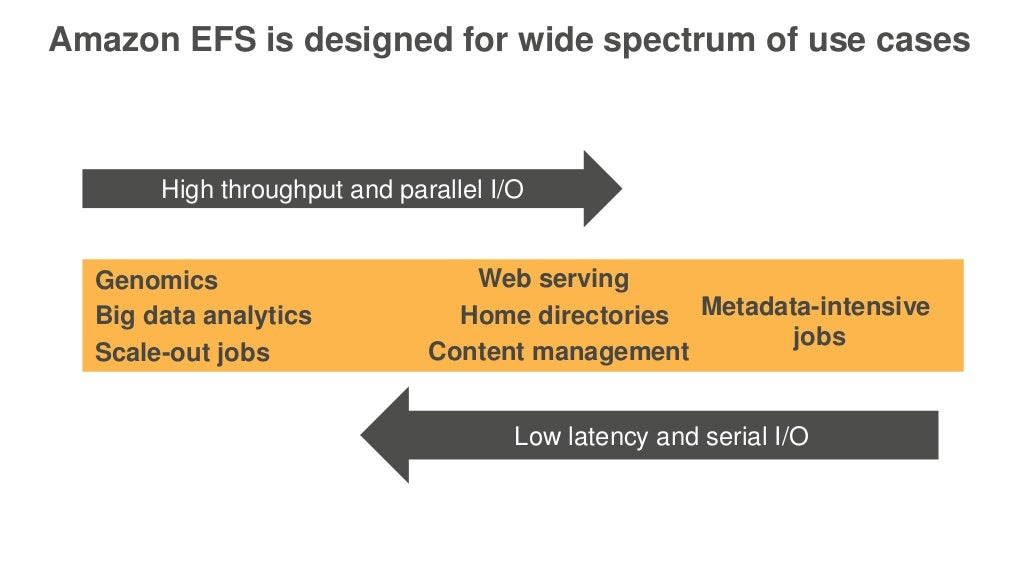 Amazon EFS is designed for wide spectrum of use cases
High throughput and parallel I/O
Genomics
Big data analytics
Scale-out jobs
Web serving
Home directories
Content management
Metadata-intensive
jobs
Low latency and serial I/O